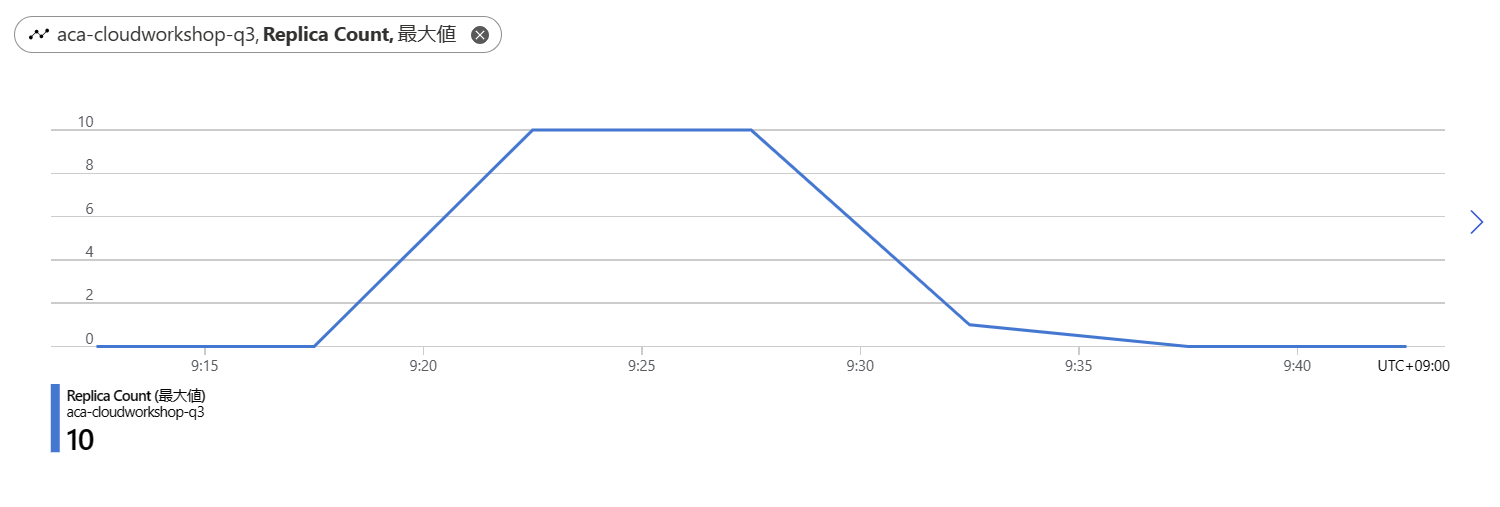 aca-cloudworkshop-q3, Replica Count, 最大値
10
8
6
4
2
0
9:15 9:20 9:25 9:30 9:35 9:40 UTC+09:00
Replica Count (最大値)
aca-cloudworkshop-q3
10